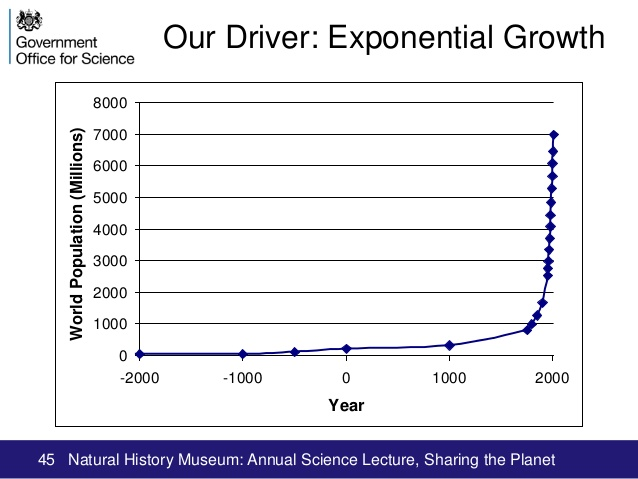 Government
Office for Science
Our Driver: Exponential Growth
World Population (Millions)
8000
7000
6000
5000
4000
3000
2000
1000
0
-2000 -1000 0 1000 2000
Year
45 Natural History Museum: Annual Science Lecture, Sharing the Planet